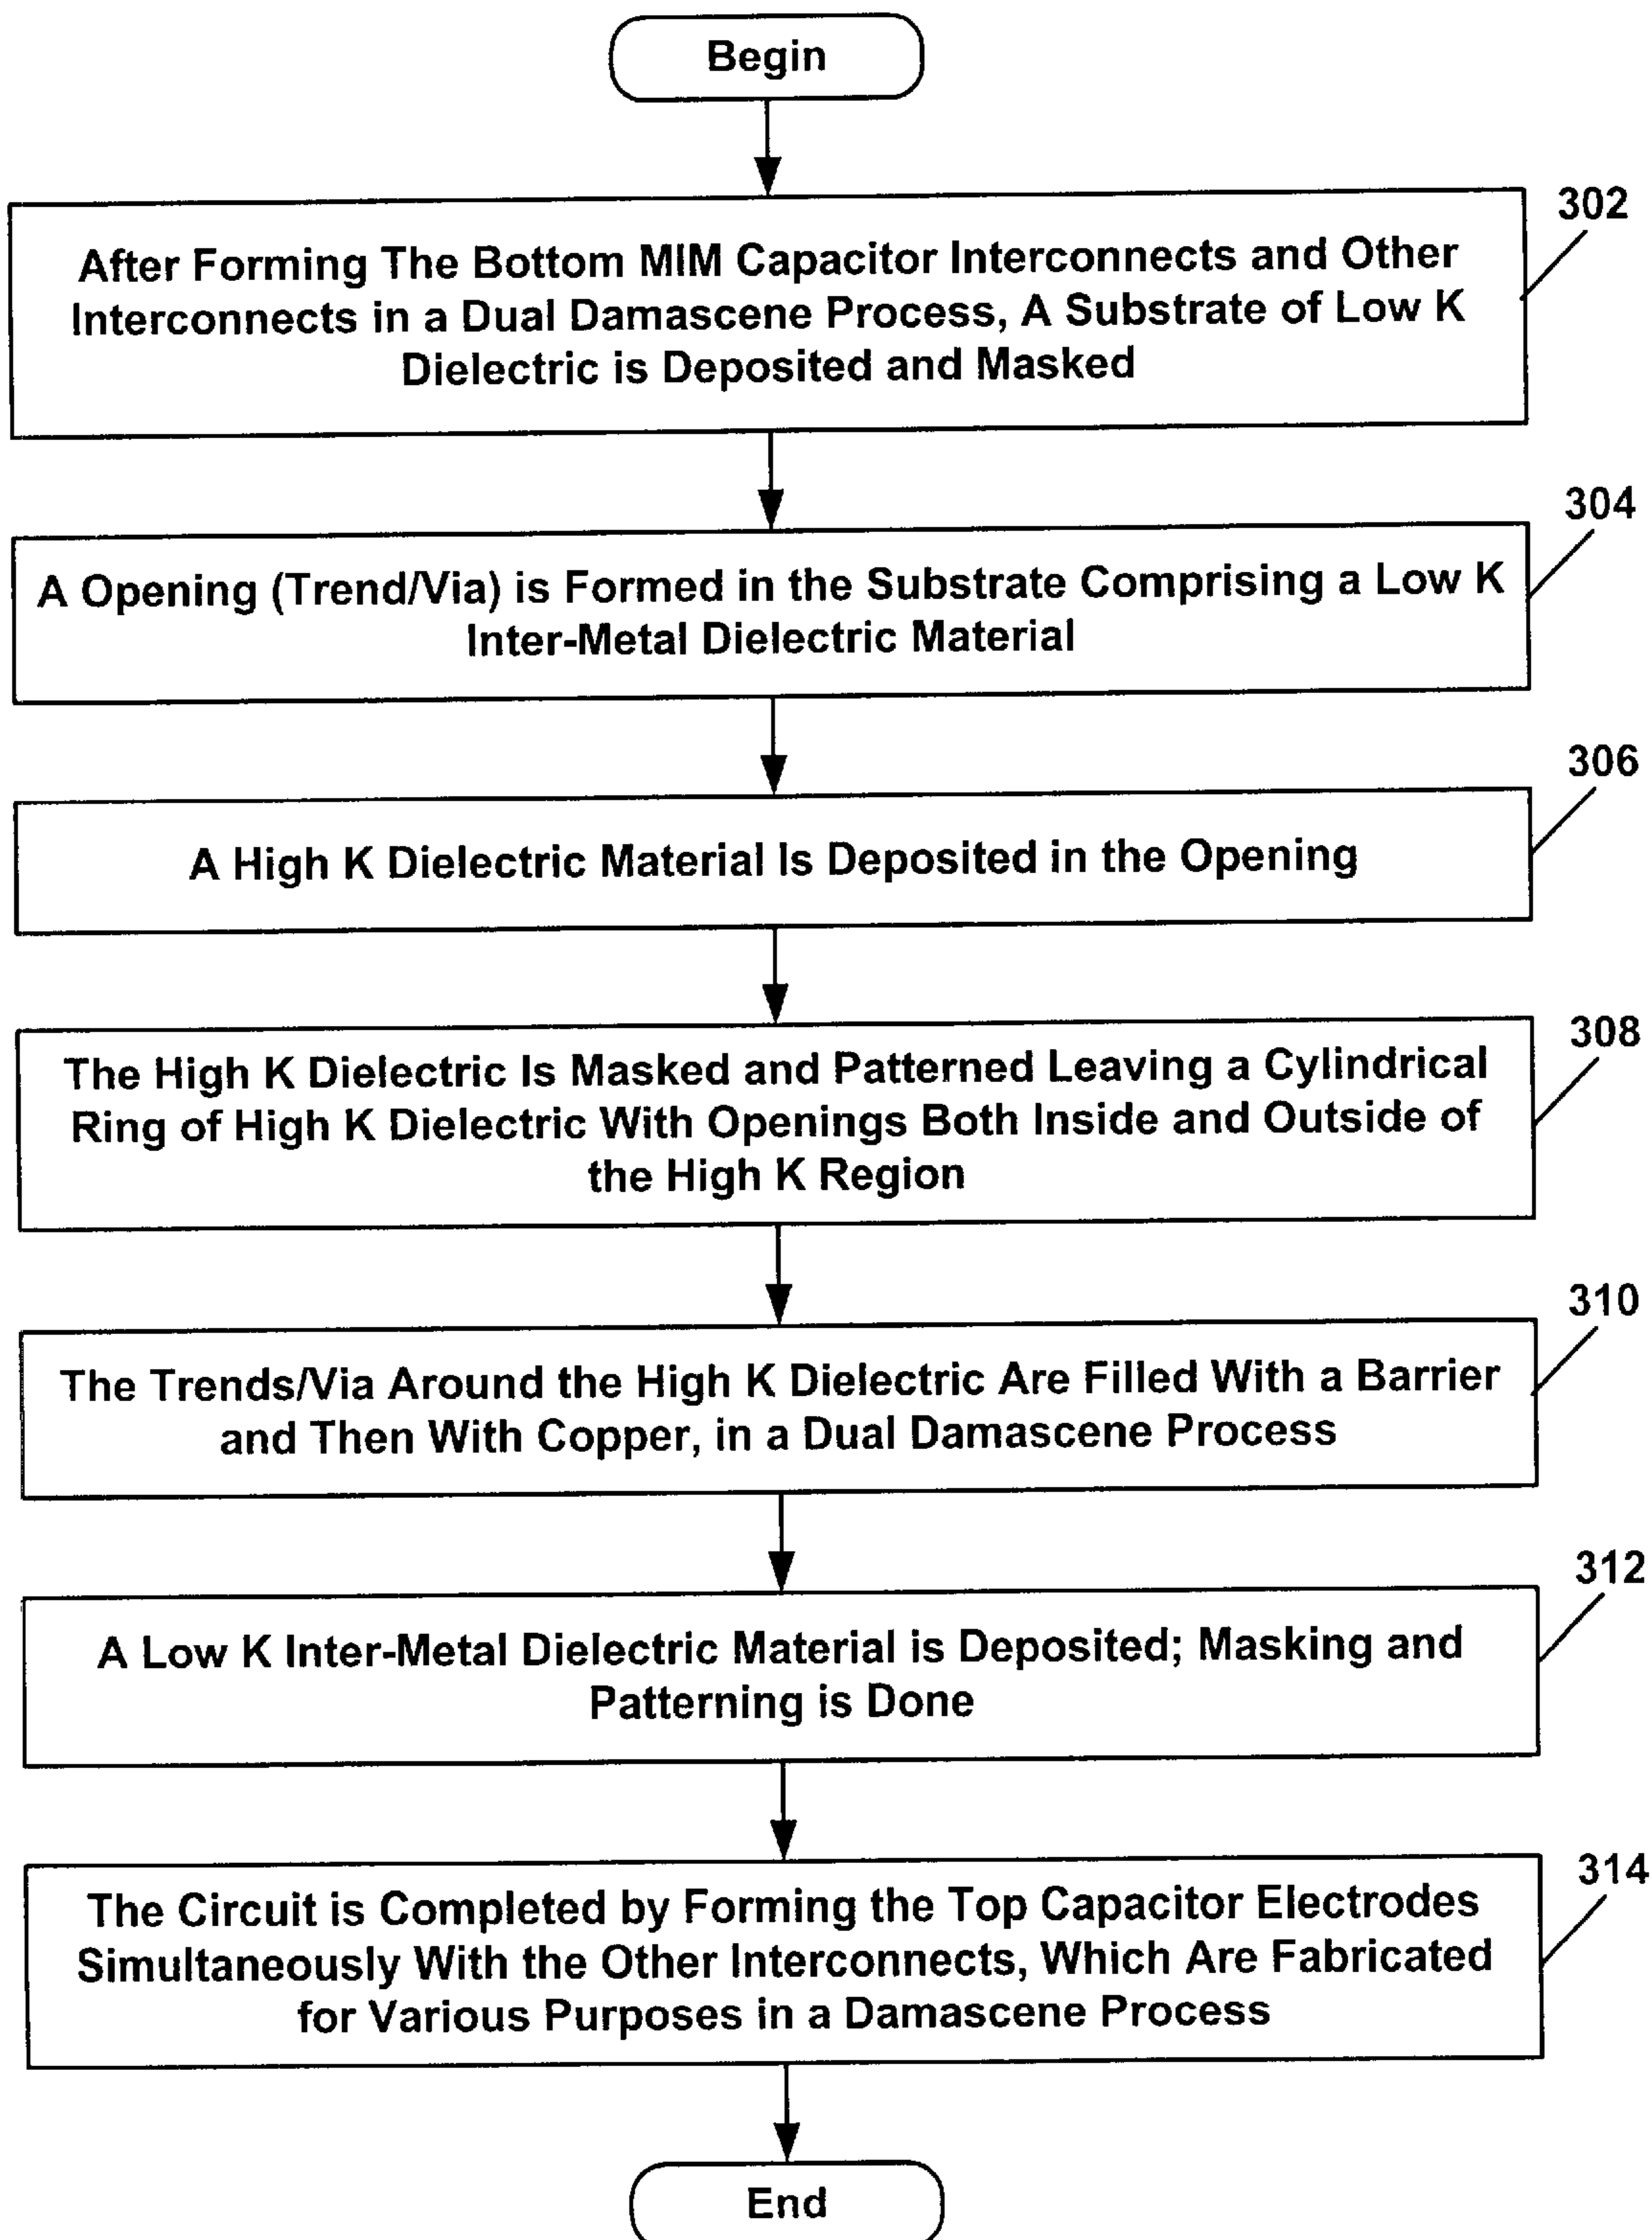 Begin
302
After Forming The Bottom MIM Capacitor Interconnects and Other
Interconnects in a Dual Damascene Process, A Substrate of Low K
Dielectric is Deposited and Masked
304
A Opening (Trend/Via) is Formed in the Substrate Comprising a Low K
Inter-Metal Dielectric Material
306
A High K Dielectric Material Is Deposited in the Opening
308
The High K Dielectric Is Masked and Patterned Leaving a Cylindrical
Ring of High K Dielectric With Openings Both Inside and Outside of
the High K Region
310
The Trends/Via Around the High K Dielectric Are Filled With a Barrier
and Then With Copper, in a Dual Damascene Process
312
A Low K Inter-Metal Dielectric Material is Deposited; Masking and
Patterning is Done
314
The Circuit is Completed by Forming the Top Capacitor Electrodes
Simultaneously With the Other Interconnects, Which Are Fabricated
for Various Purposes in a Damascene Process
End